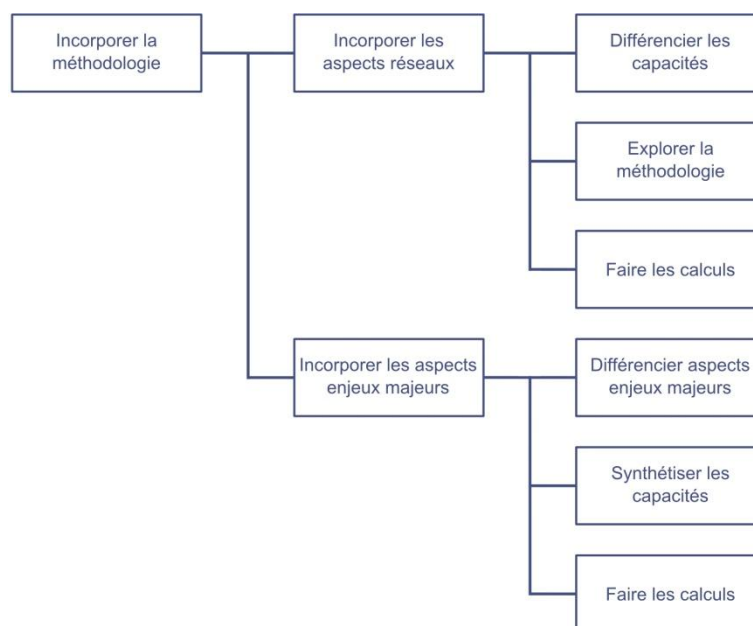 Incorporer la
méthodologie
Incorporer les
aspects réseaux
Différencier les
capacités
Explorer la
méthodologie
Faire les calculs
Incorporer les aspects
enjeux majeurs
Différencier aspects
enjeux majeurs
Synthétiser les
capacités
Faire les calculs